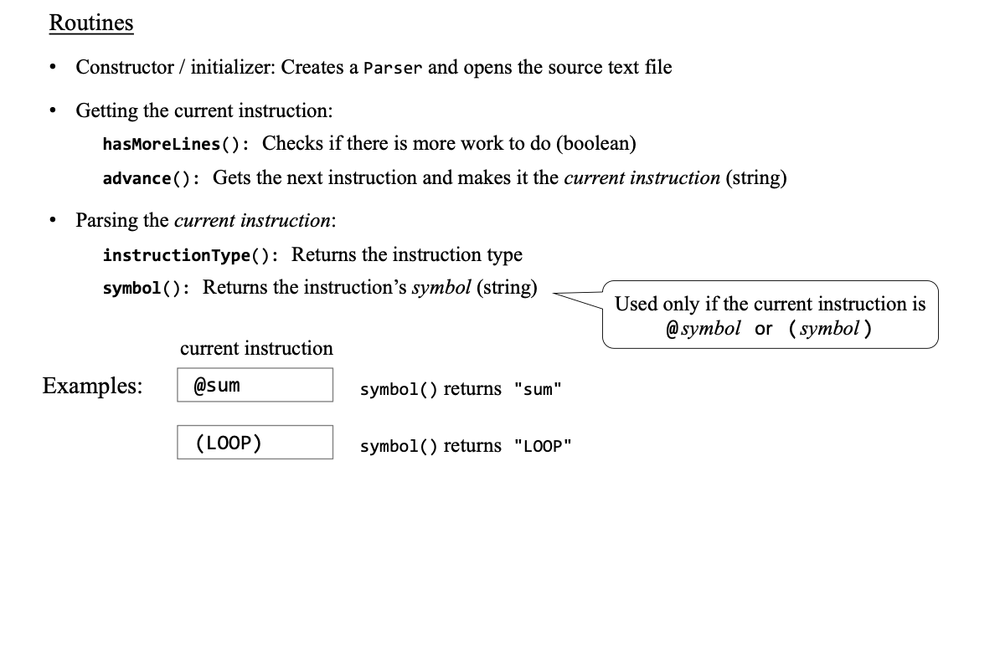 Routines
• Constructor / initializer: Creates a Parser and opens the source text file
• Getting the current instruction:
hasMoreLines(): Checks if there is more work to do (boolean)
advance(): Gets the next instruction and makes it the current instruction (string)
• Parsing the current instruction:
instructionType(): Returns the instruction type
symbol(): Returns the instruction’s symbol (string)
Used only if the current instruction is
@symbol or (symbol)
current instruction
Examples:
@sum
symbol() returns "sum"
(LOOP)
symbol() returns "LOOP"